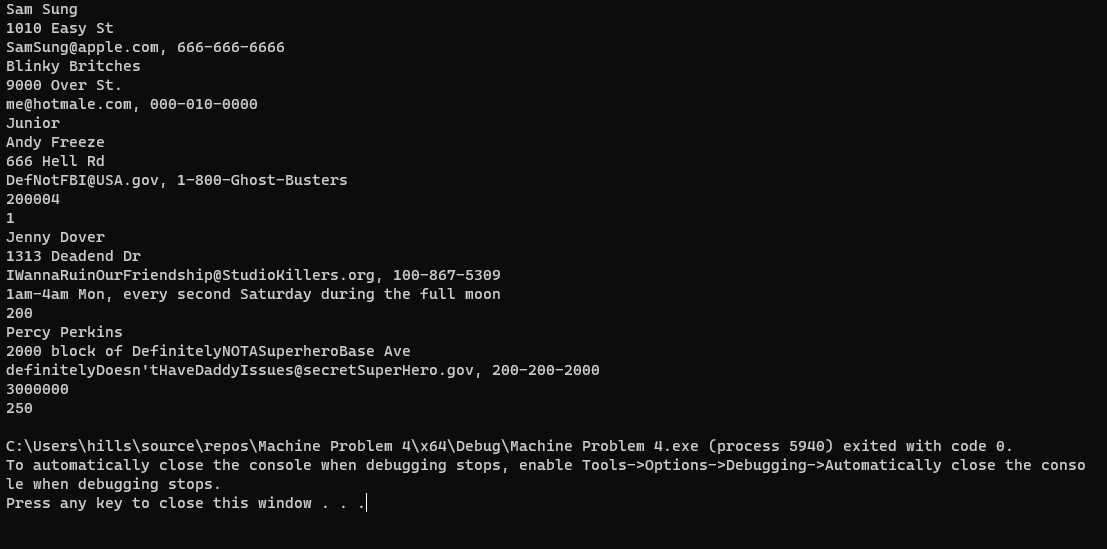 Sam Sung
1010 Easy St
SamSung@apple.com, 666-666-6666
Blinky Britches
9000 Over St.
me@hotmale.com, 000-010-0000
Junior
Andy Freeze
666 Hell Rd
DefNotFBI@USA.gov, 1-800-Ghost-Busters
200004
1
Jenny Dover
1313 Deadend Dr
IWannaRuinOurFriendship@StudioKillers.org, 100-867-5309
1am-4am Mon, every second Saturday during the full moon
200
Percy Perkins
2000 block of DefinitelyNOTASuperheroBase Ave
definitelyDoesn'tHaveDaddyIssues@secretSuperHero.gov, 200-200-2000
3000000
250
C:\Users\hills\source\repos\Machine Problem 4\x64\Debug\Machine Problem 4.exe (process 5940) exited with code 0.
To automatically close the console when debugging stops, enable Tools->Options->Debugging->Automatically close the conso
le when debugging stops.
Press any key to close this window . . .